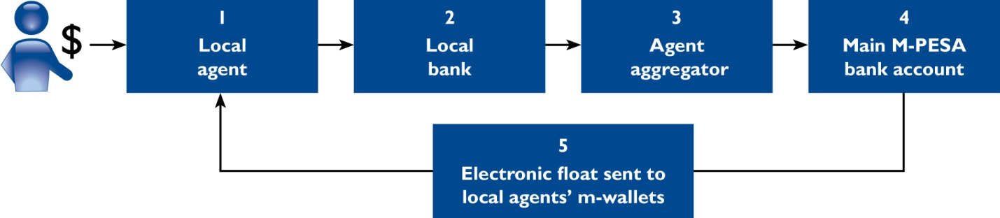 $
1
Local
agent
2
Local
bank
3
Agent
aggregator
4
Main M-PESA
bank account
5
Electronic float sent to
local agents’ m-wallets